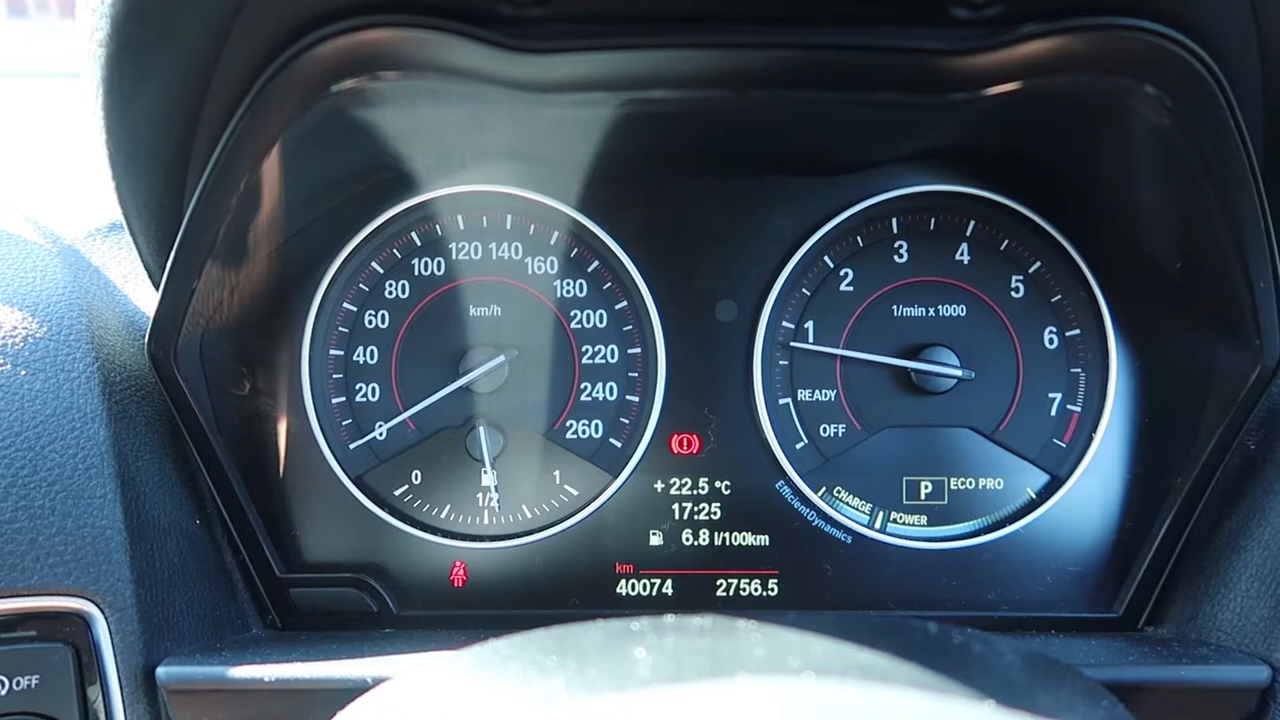 120 140
100 160
80 180
60 200
40 220
20 240
0 260
km/h
0 1/2 1
1 2 3 4 5 6 7
1/min x 1000
READY
OFF
P ECO PRO
CHARGE POWER
EfficientDynamics
+ 22.5 °C
17:25
6.8 l/100km
km
40074 2756.5
OFF